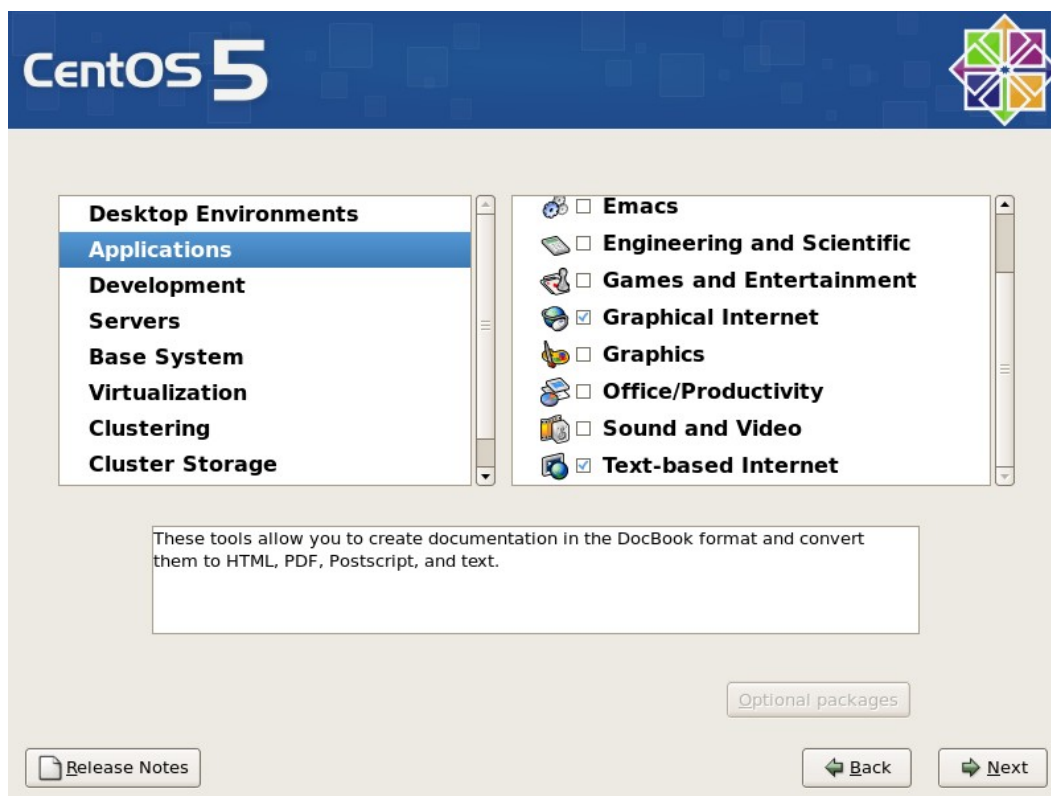 CentOS 5
Desktop Environments
Applications
Development
Servers
Base System
Virtualization
Clustering
Cluster Storage
Emacs
Engineering and Scientific
Games and Entertainment
Graphical Internet
Graphics
Office/Productivity
Sound and Video
Text-based Internet
These tools allow you to create documentation in the DocBook format and convert
them to HTML, PDF, Postscript, and text.
Optional packages
Release Notes
Back
Next